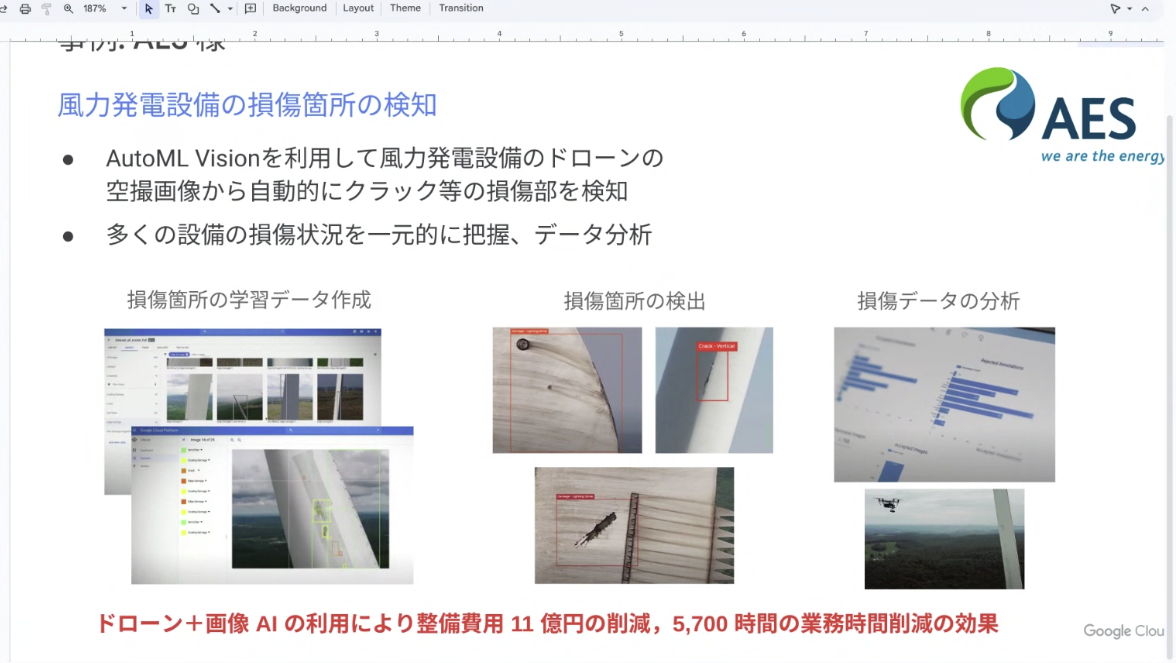 187%
Background
Layout
Theme
Transition
1 2 3 4 5 6 7 8 9
事例: AES 様
風力発電設備の損傷箇所の検知
AES
we are the energy
● AutoML Visionを利用して風力発電設備のドローンの
空撮画像から自動的にクラック等の損傷部を検知
● 多くの設備の損傷状況を一元的に把握、データ分析
損傷箇所の学習データ作成
損傷箇所の検出
損傷データの分析
Crack - Vertical
ドローン＋画像 AI の利用により整備費用 11 億円の削減，5,700 時間の業務時間削減の効果
Google Clou